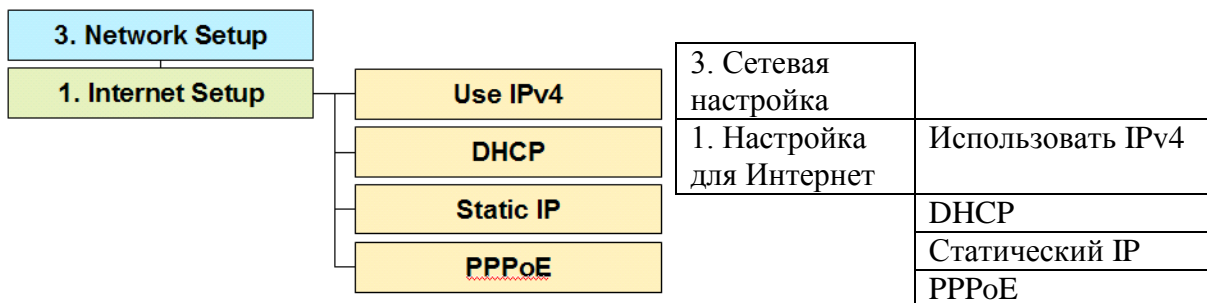 3. Network Setup
1. Internet Setup
Use IPv4
DHCP
Static IP
PPPoE
3. Сетевая
настройка
1. Настройка
для Интернет
Использовать IPv4
DHCP
Статический IP
PPPoE